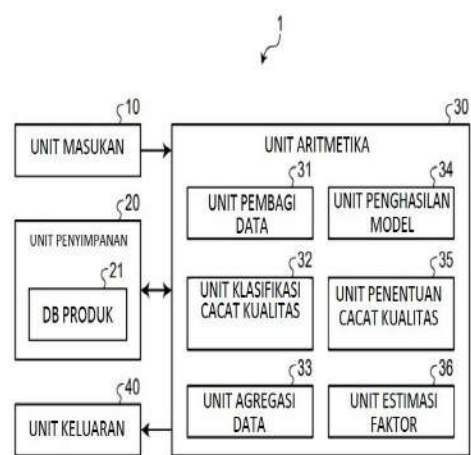 1
10
UNIT MASUKAN
20
UNIT PENYIMPANAN
21
DB PRODUK
40
UNIT KELUARAN
30
UNIT ARITMETIKA
31
UNIT PEMBAGI
DATA
34
UNIT PENGHASILAN
MODEL
32
UNIT KLASIFIKASI
CACAT KUALITAS
35
UNIT PENENTUAN
CACAT KUALITAS
33
UNIT AGREGASI
DATA
36
UNIT ESTIMASI
FAKTOR